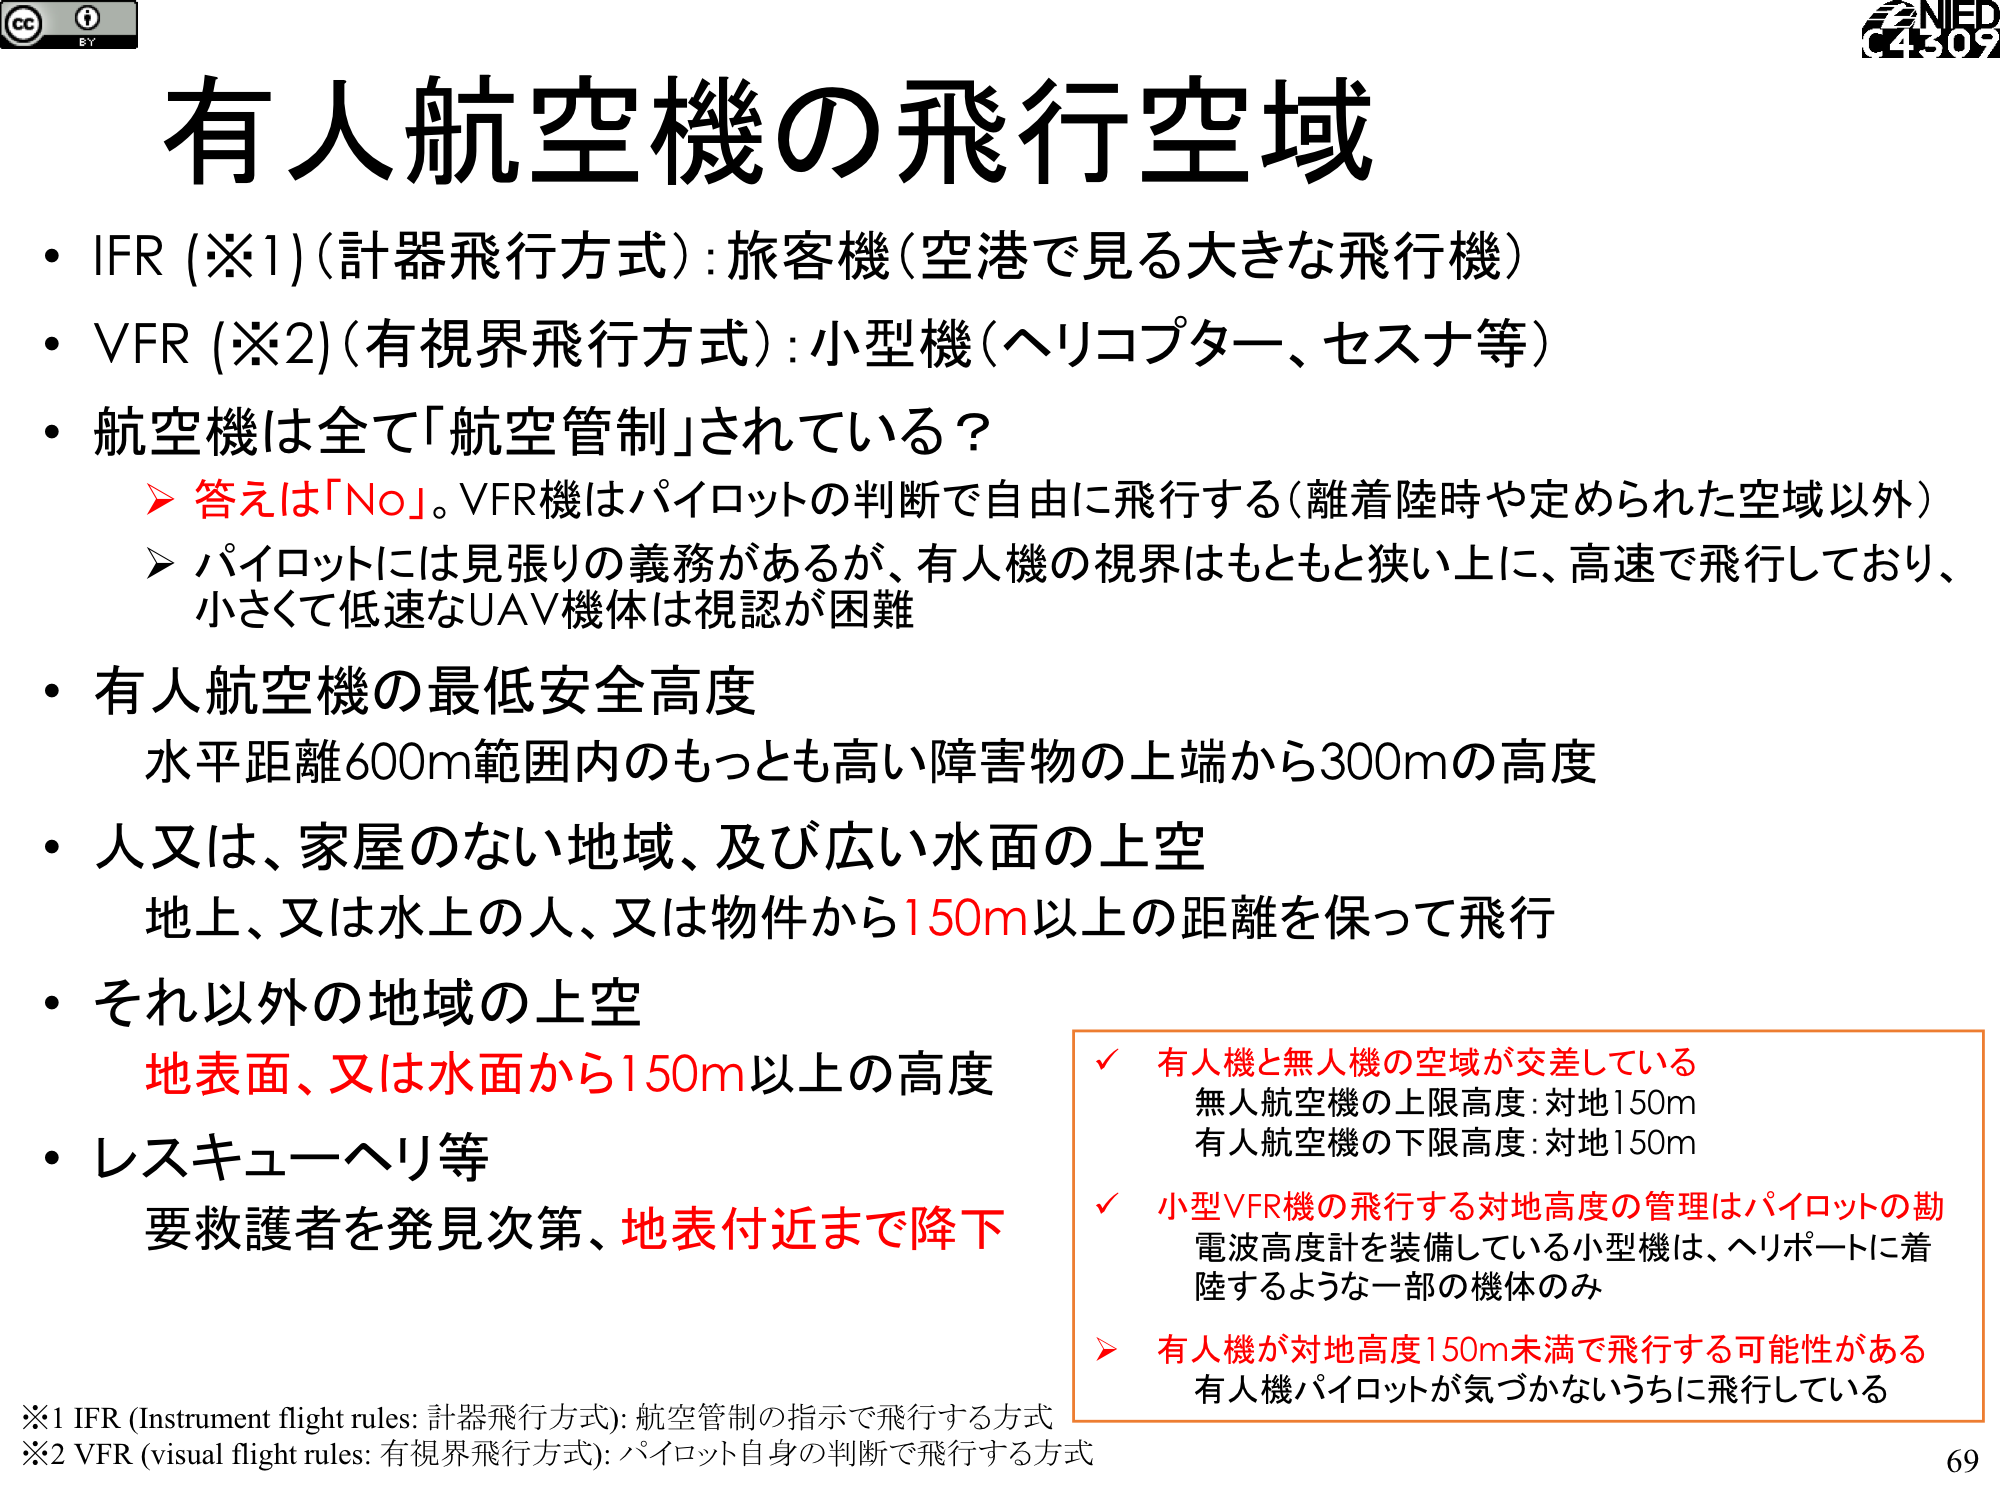 cc
BY
NIED
C4309
有人航空機の飛行空域
• IFR (※1)(計器飛行方式):旅客機(空港で見る大きな飛行機)
• VFR (※2)(有視界飛行方式):小型機(ヘリコプター、セスナ等)
• 航空機は全て「航空管制」されている?
➢ 答えは「No」。VFR機はパイロットの判断で自由に飛行する(離着陸時や定められた空域以外)
➢ パイロットには見張りの義務があるが、有人機の視界はもともと狭い上に、高速で飛行しており、
小さくて低速なUAV機体は視認が困難
• 有人航空機の最低安全高度
水平距離600m範囲内のもっとも高い障害物の上端から300mの高度
• 人又は、家屋のない地域、及び広い水面の上空
地上、又は水上の人、又は物件から150m以上の距離を保って飛行
• それ以外の地域の上空
地表面、又は水面から150m以上の高度
• レスキューヘリ等
要救護者を発見次第、地表付近まで降下
✓ 有人機と無人機の空域が交差している
無人航空機の上限高度:対地150m
有人航空機の下限高度:対地150m
✓ 小型VFR機の飛行する対地高度の管理はパイロットの勘
電波高度計を装備している小型機は、ヘリポートに着
陸するような一部の機体のみ
➢ 有人機が対地高度150m未満で飛行する可能性がある
有人機パイロットが気づかないうちに飛行している
※1 IFR (Instrument flight rules: 計器飛行方式): 航空管制の指示で飛行する方式
※2 VFR (visual flight rules: 有視界飛行方式): パイロット自身の判断で飛行する方式
69